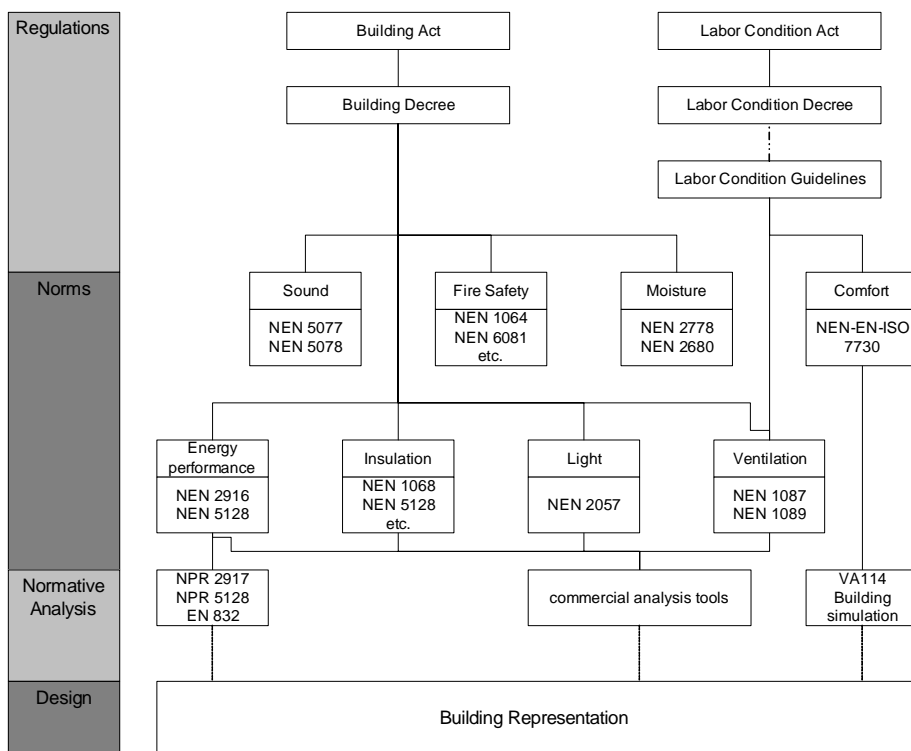 Regulations
Building Act
Labor Condition Act
Building Decree
Labor Condition Decree
Labor Condition Guidelines
Norms
Sound
NEN 5077
NEN 5078
Fire Safety
NEN 1064
NEN 6081
etc.
Moisture
NEN 2778
NEN 2680
Comfort
NEN-EN-ISO
7730
Energy
performance
NEN 2916
NEN 5128
Insulation
NEN 1068
NEN 5128
etc.
Light
NEN 2057
Ventilation
NEN 1087
NEN 1089
Normative
Analysis
NPR 2917
NPR 5128
EN 832
commercial analysis tools
VA114
Building
simulation
Design
Building Representation